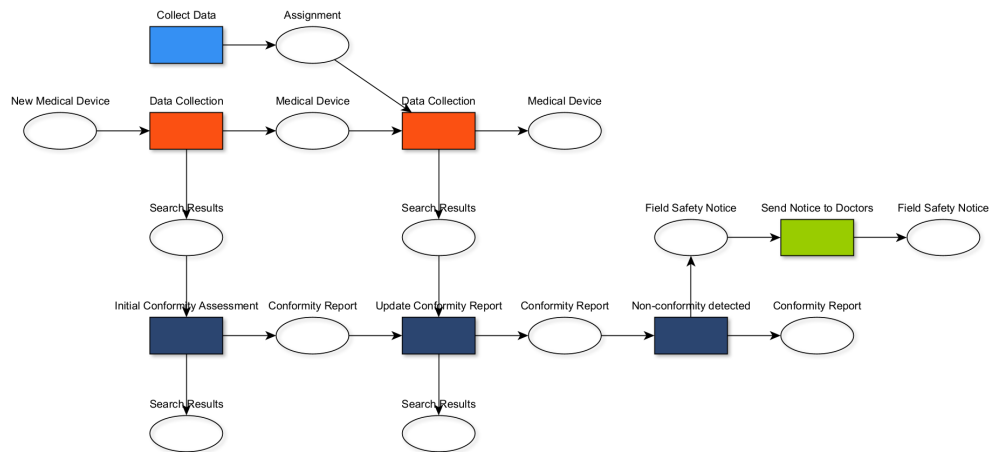 Collect Data
Assignment
New Medical Device
Data Collection
Medical Device
Data Collection
Medical Device
Search Results
Search Results
Field Safety Notice
Send Notice to Doctors
Field Safety Notice
Initial Conformity Assessment
Conformity Report
Update Conformity Report
Conformity Report
Non-conformity detected
Conformity Report
Search Results
Search Results